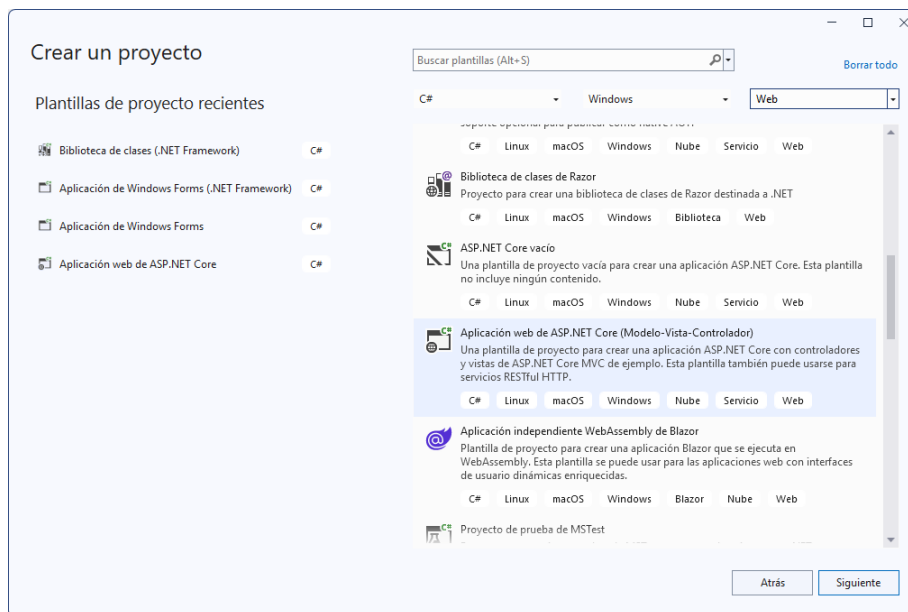 Crear un proyecto
Buscar plantillas (Alt+S)
Borrar todo
Plantillas de proyecto recientes
C#
Windows
Web
Biblioteca de clases (.NET Framework)
C#
Aplicación de Windows Forms (.NET Framework)
C#
Aplicación de Windows Forms
C#
Aplicación web de ASP.NET Core
C#
C# Linux macOS Windows Nube Servicio Web
Biblioteca de clases de Razor
Proyecto para crear una biblioteca de clases de Razor destinada a .NET
C# Linux macOS Windows Biblioteca Web
ASP.NET Core vacío
Una plantilla de proyecto vacía para crear una aplicación ASP.NET Core. Esta plantilla
no incluye ningún contenido.
C# Linux macOS Windows Nube Servicio Web
Aplicación web de ASP.NET Core (Modelo-Vista-Controlador)
Una plantilla de proyecto para crear una aplicación ASP.NET Core con controladores
y vistas de ASP.NET Core MVC de ejemplo. Esta plantilla también puede usarse para
servicios RESTful HTTP.
C# Linux macOS Windows Nube Servicio Web
Aplicación independiente WebAssembly de Blazor
Plantilla de proyecto para crear una aplicación Blazor que se ejecuta en
WebAssembly. Esta plantilla se puede usar para las aplicaciones web con interfaces
de usuario dinámicas enriquecidas.
C# Linux macOS Windows Blazor Nube Web
Proyecto de prueba de MSTest
Atrás
Siguiente